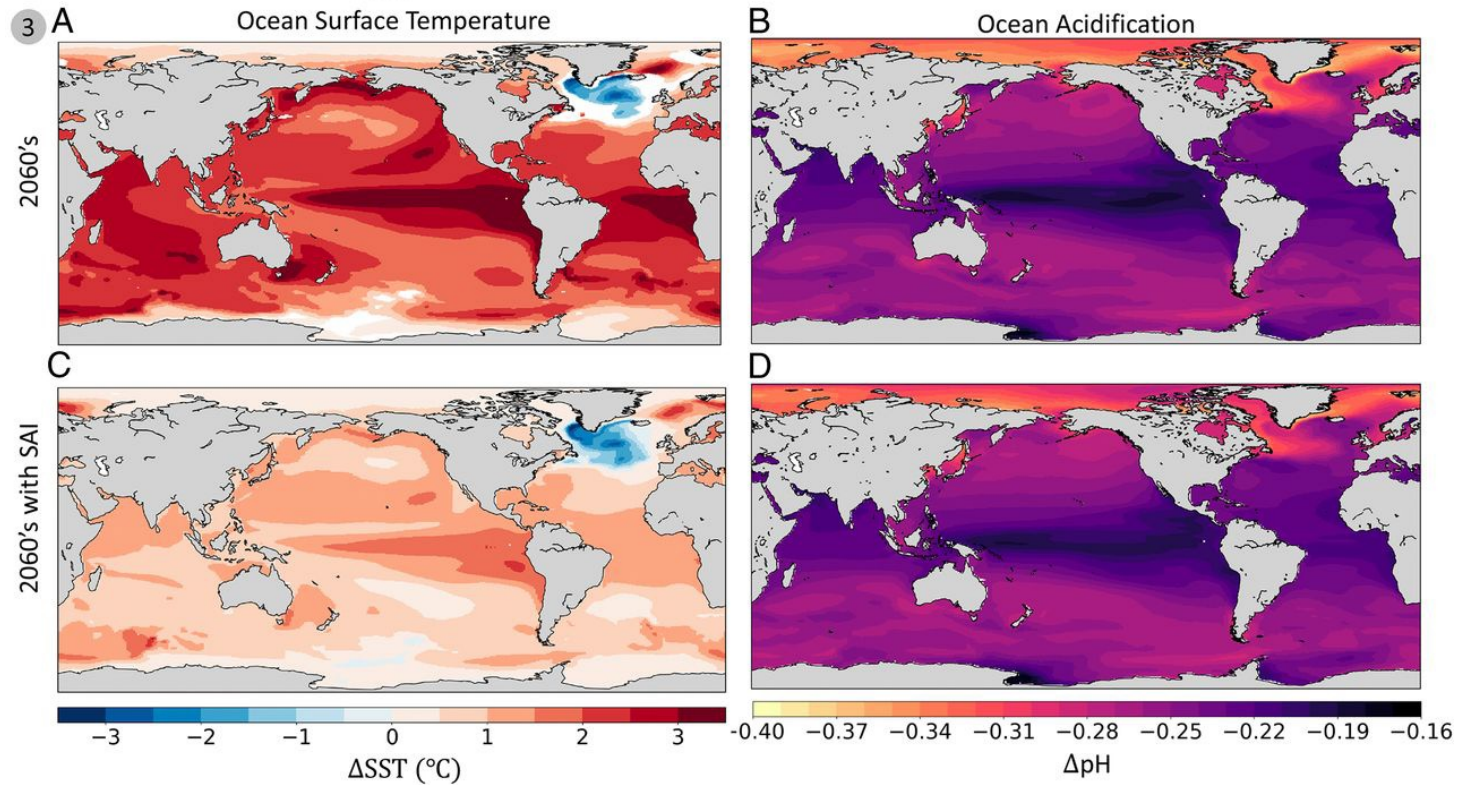 3 A Ocean Surface Temperature
B Ocean Acidification
2060's
C
D
2060's with SAI
−3 −2 −1 0 1 2 3
ΔSST (°C)
-0.40 −0.37 −0.34 −0.31 −0.28 −0.25 −0.22 −0.19 −0.16
ΔpH